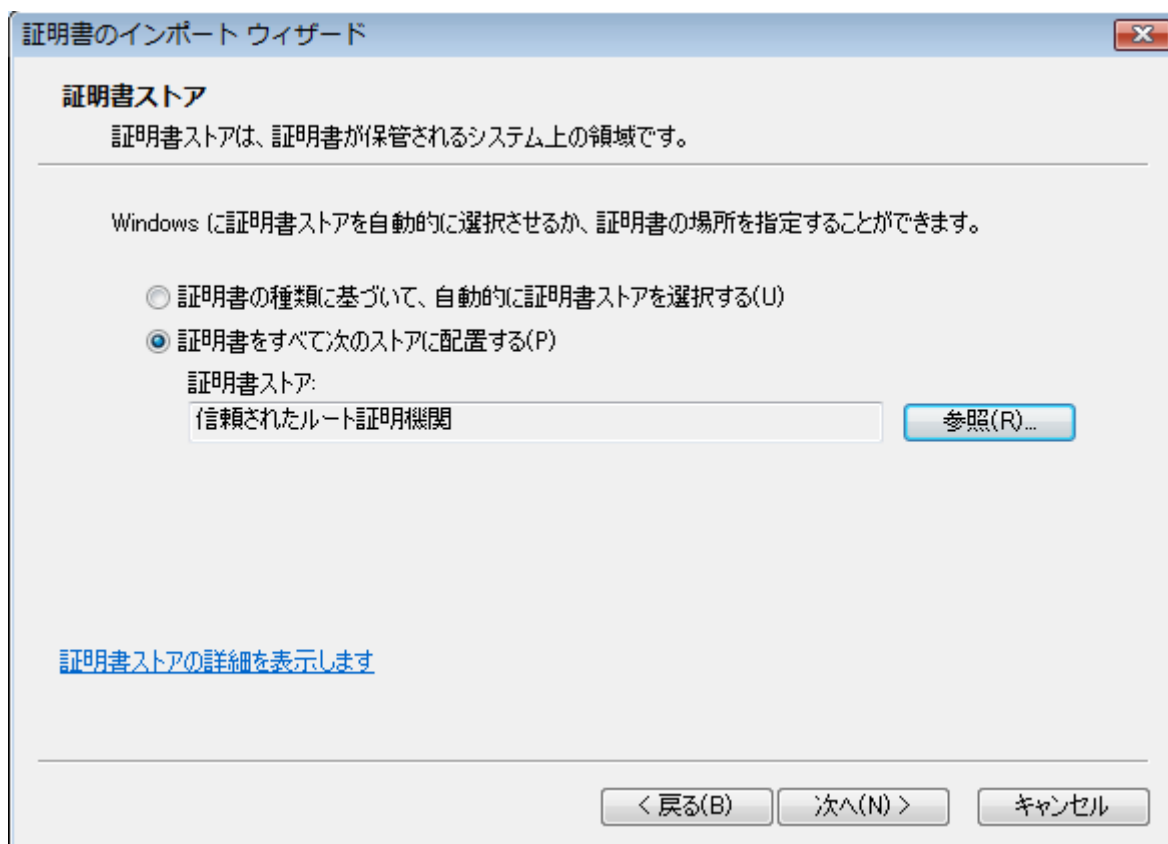 証明書のインポート ウィザード
証明書ストア
証明書ストアは、証明書が保管されるシステム上の領域です。
Windows に証明書ストアを自動的に選択させるか、証明書の場所を指定することができます。
証明書の種類に基づいて、自動的に証明書ストアを選択する(U)
証明書をすべて次のストアに配置する(P)
証明書ストア:
信頼されたルート証明機関
参照(R)...
証明書ストアの詳細を表示します
< 戻る(B)
次へ(N) >
キャンセル